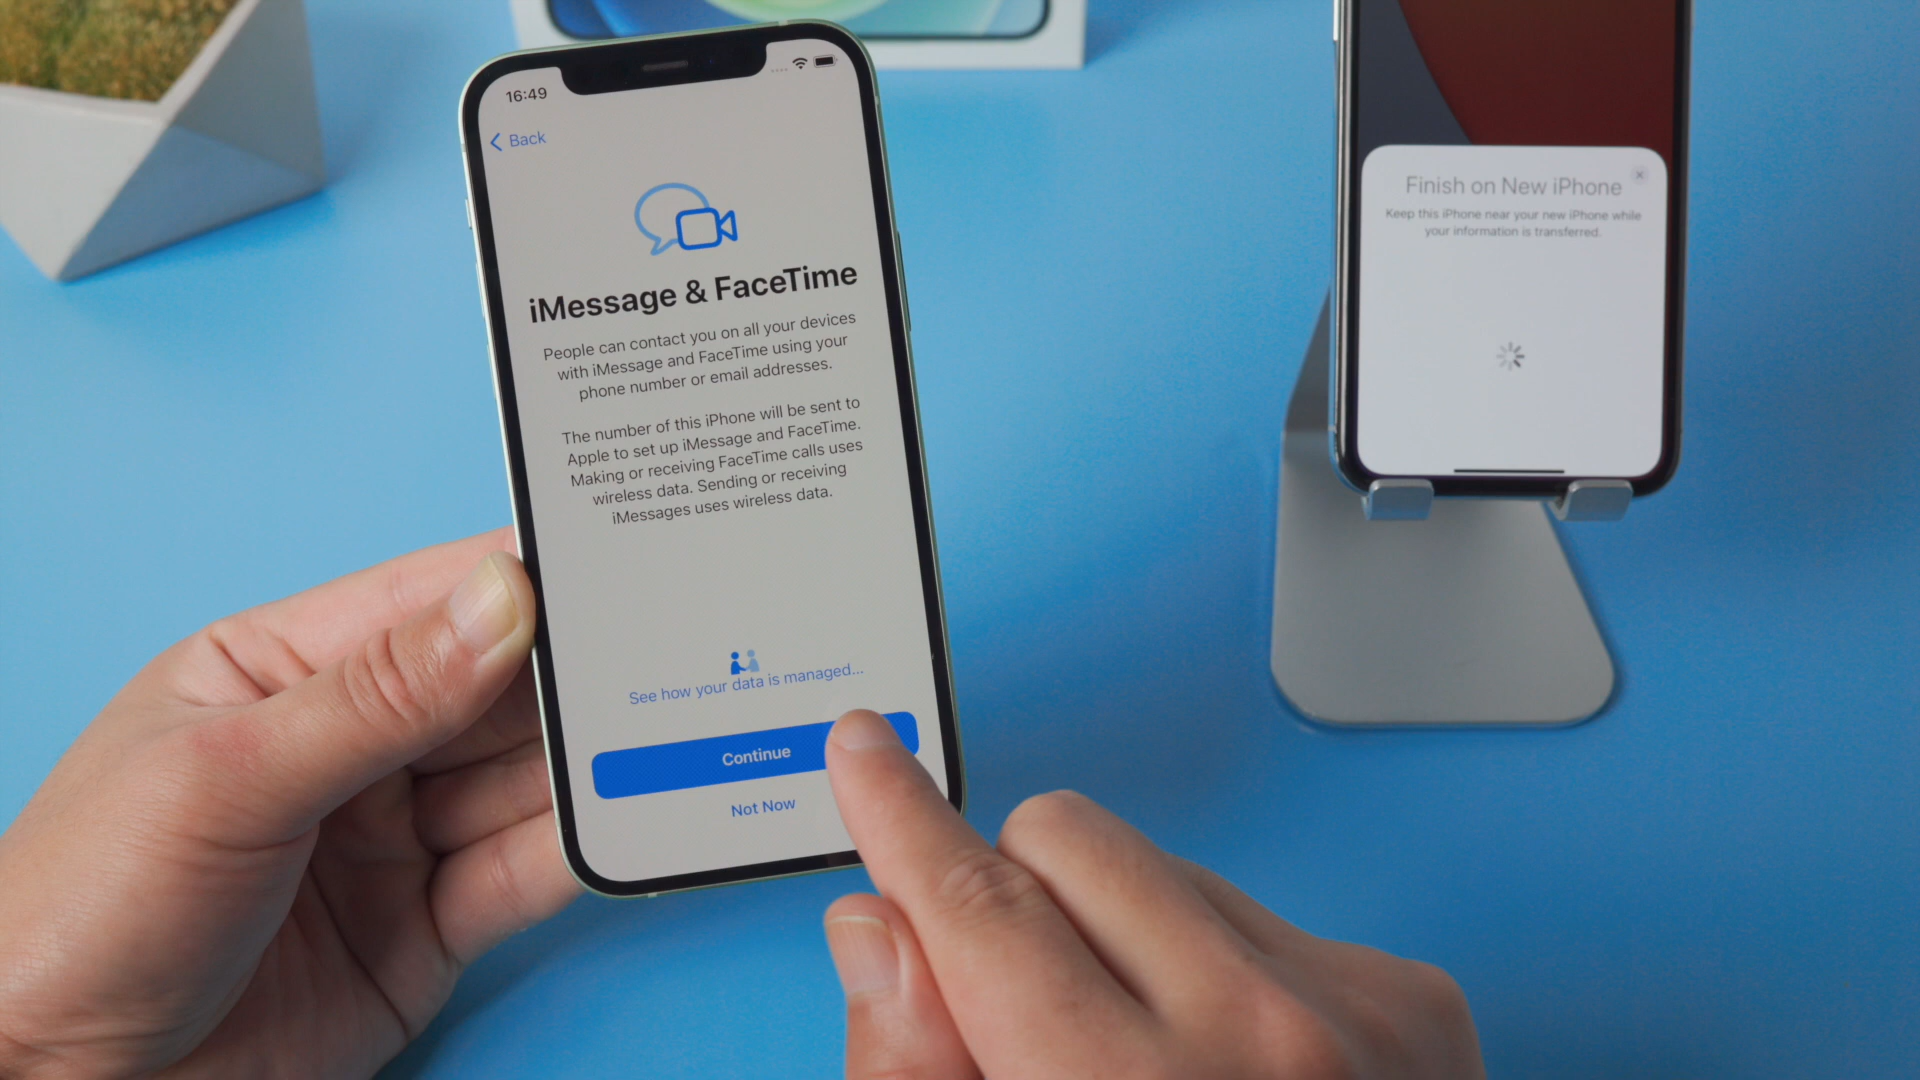 16:49
Back
iMessage & FaceTime
People can contact you on all your devices
with iMessage and FaceTime using your
phone number or email addresses.
The number of this iPhone will be sent to
Apple to set up iMessage and FaceTime.
Making or receiving FaceTime calls uses
wireless data. Sending or receiving
iMessages uses wireless data.
See how your data is managed...
Continue
Not Now
Finish on New iPhone
Keep this iPhone near your new iPhone while
your information is transferred.